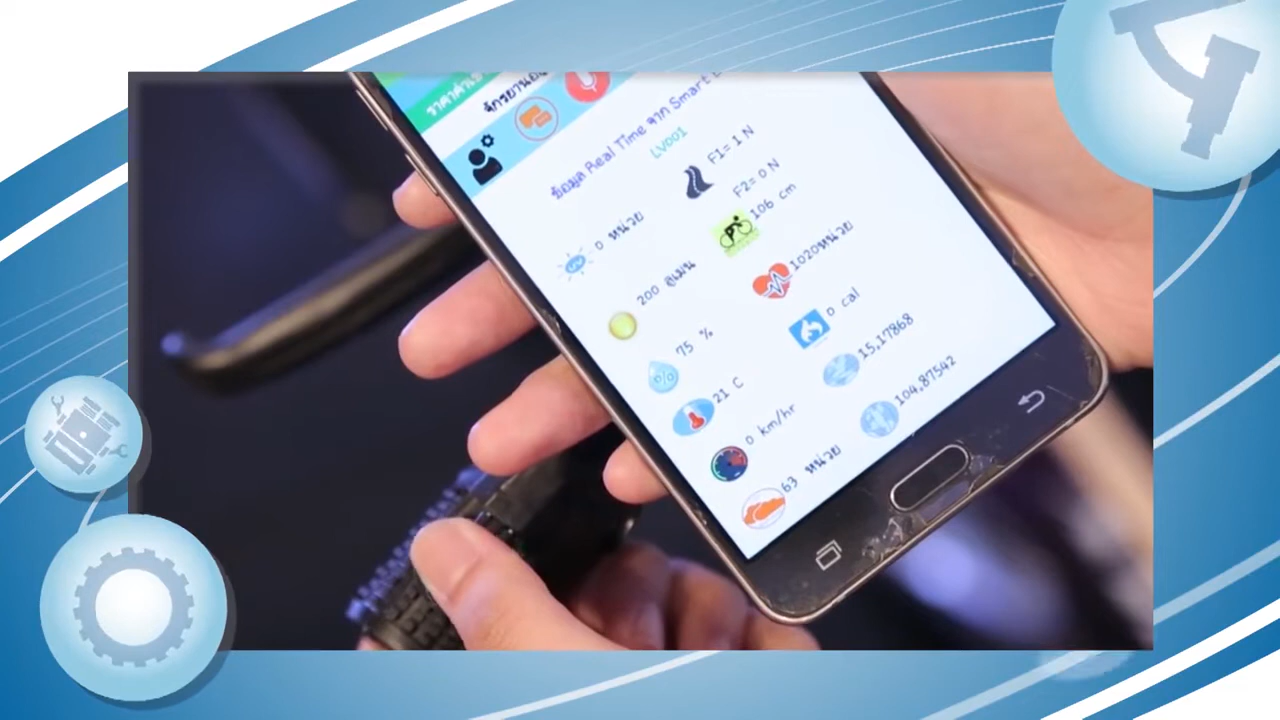 ข้อมูล Real Time จาก Smart
LV001
F1= 1 N
F2= 0 N
0 หน่วย
106 cm
200 ลูเมน
1020หน่วย
75 %
0 cal
21 C
15.17868
0 km/hr
104.87542
63 หน่วย